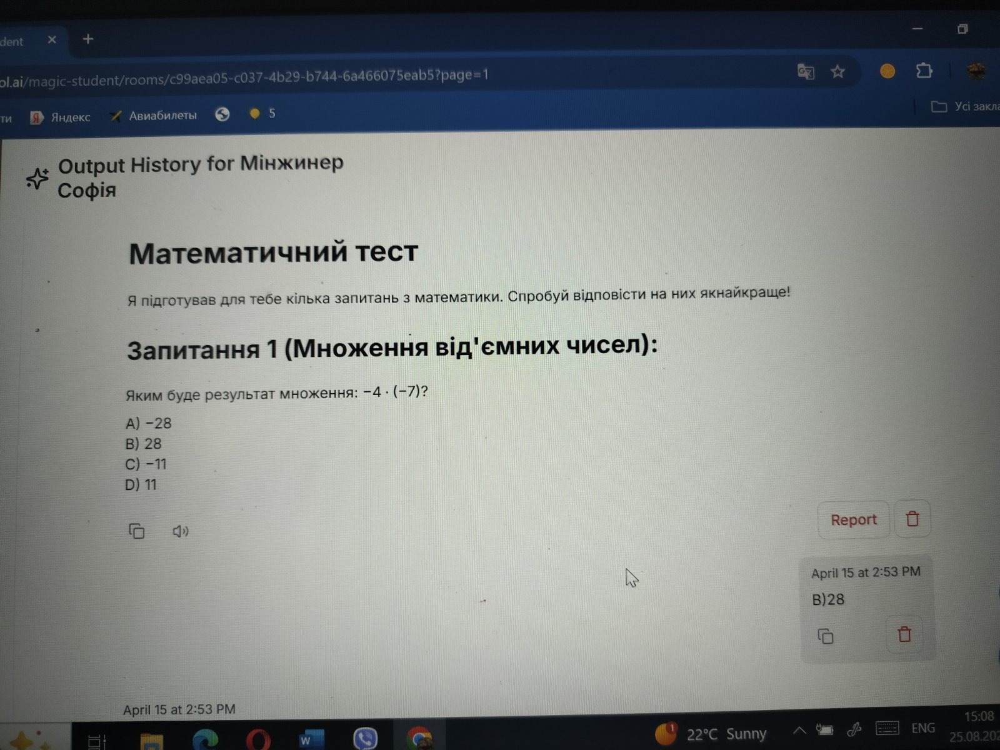 dent
ol.ai/magic-student/rooms/c99aea05-c037-4b29-b744-6a466075eab5?page=1
ти Яндекс Авиабилеты 5 Усі закла
Output History for Мінжинер
Софія
Математичний тест
Я підготував для тебе кілька запитань з математики. Спробуй відповісти на них якнайкраще!
Запитання 1 (Множення від'ємних чисел):
Яким буде результат множення: −4 · (−7)?
A) −28
B) 28
C) −11
D) 11
Report
April 15 at 2:53 PM
B)28
April 15 at 2:53 PM
1 22°C Sunny ENG 15:08
25.08.202